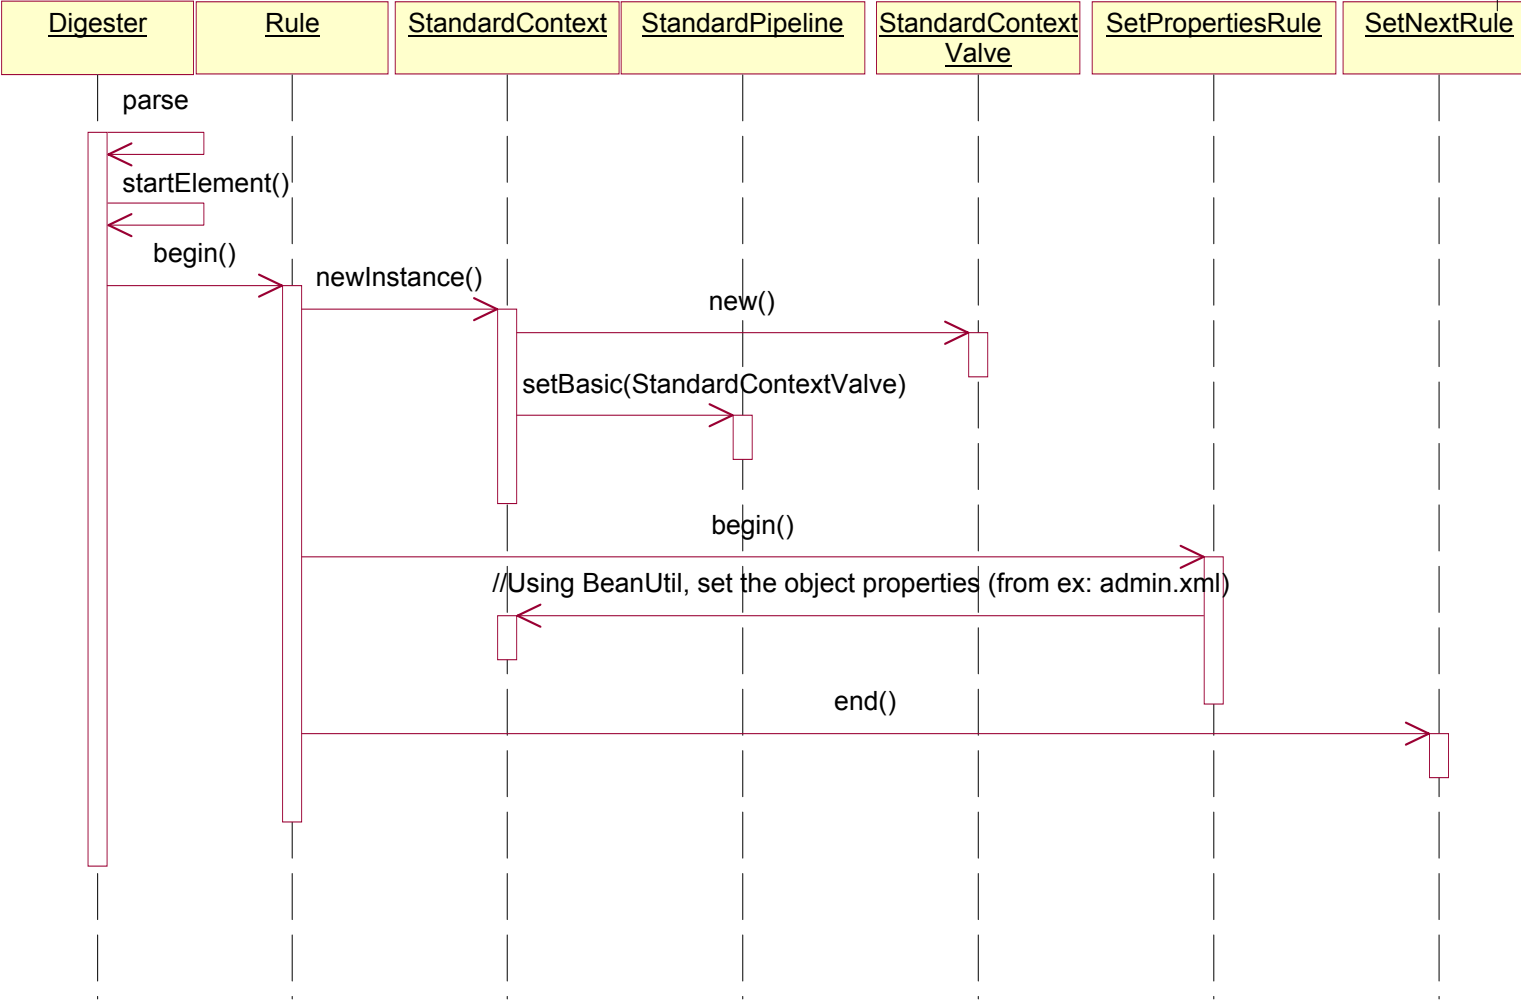 Digester
Rule
StandardContext
StandardPipeline
StandardContext
Valve
SetPropertiesRule
SetNextRule
parse
startElement()
begin()
newInstance()
new()
setBasic(StandardContextValve)
begin()
//Using BeanUtil, set the object properties (from ex: admin.xml)
end()